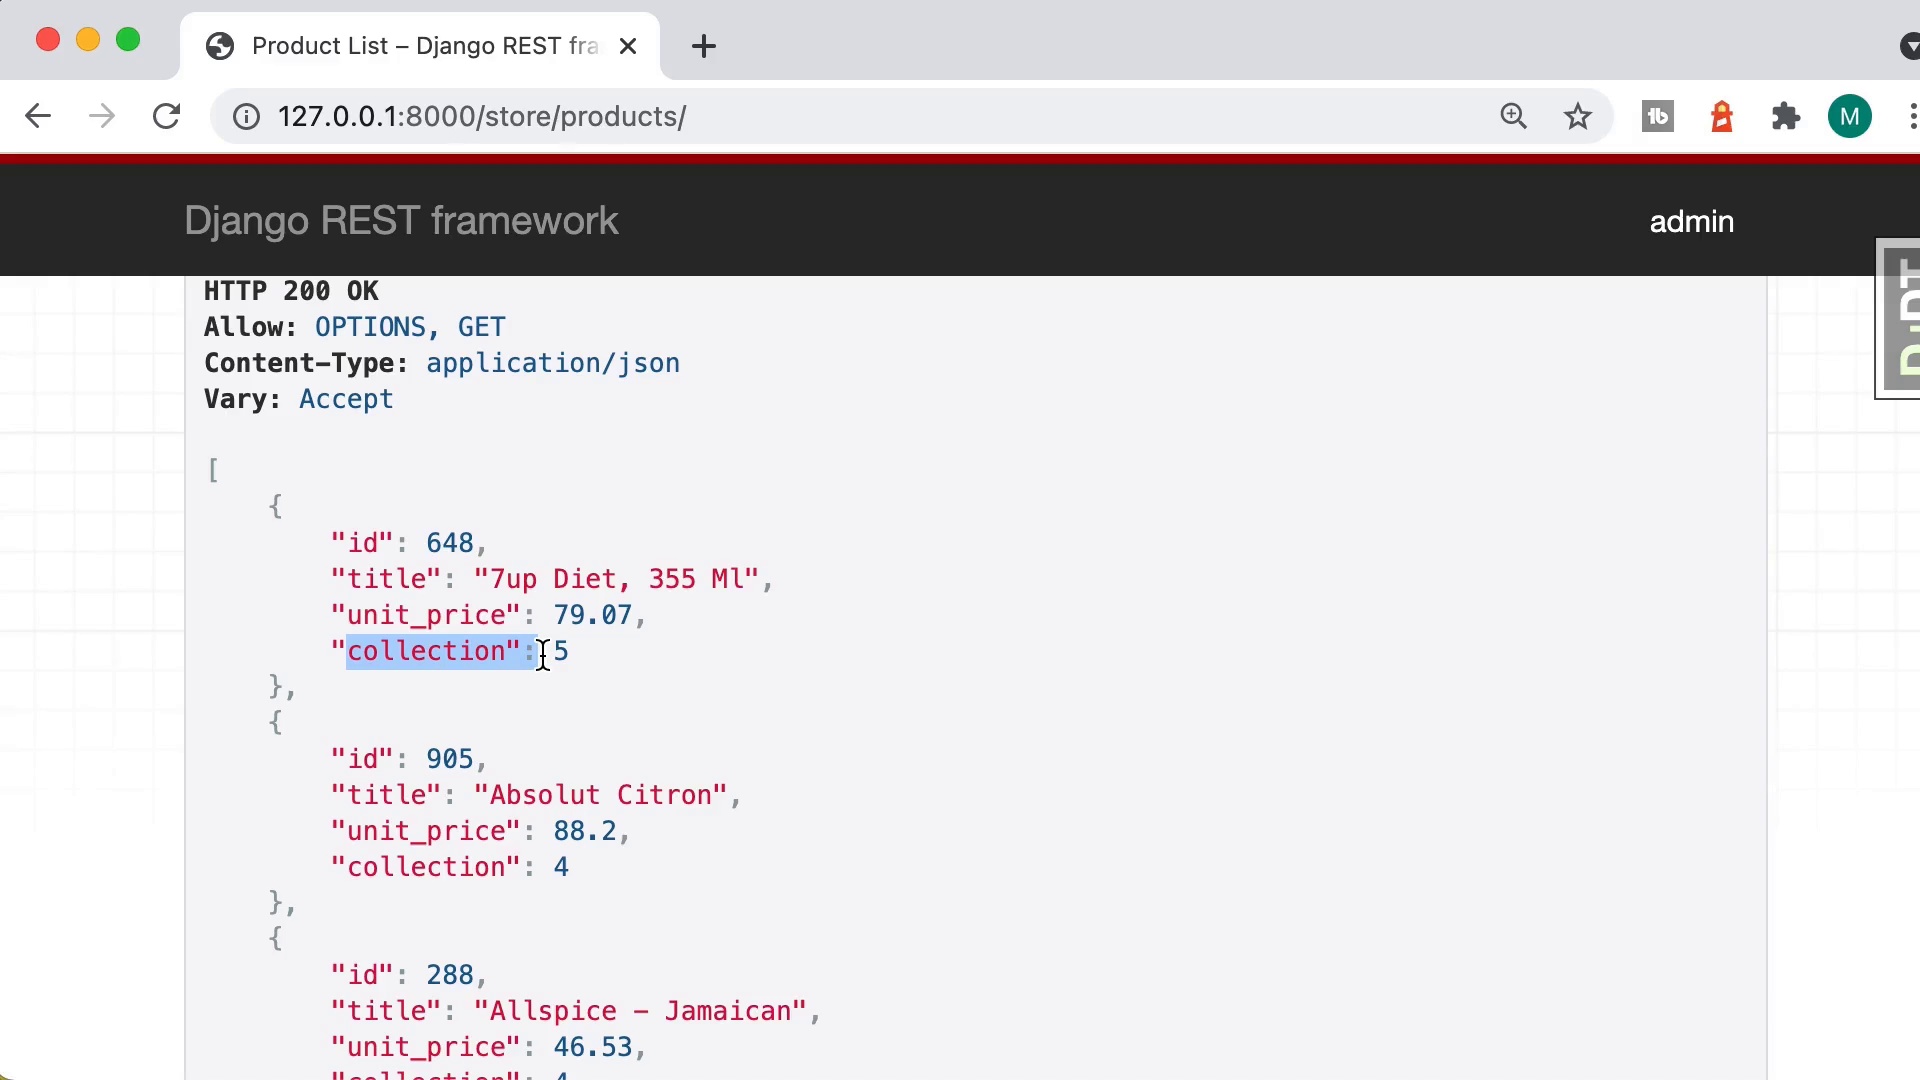 Product List – Django REST fra
127.0.0.1:8000/store/products/
M
Django REST framework
admin
DjDT
HTTP 200 OK
Allow: OPTIONS, GET
Content-Type: application/json
Vary: Accept
[
{
"id": 648,
"title": "7up Diet, 355 Ml",
"unit_price": 79.07,
"collection": 5
},
{
"id": 905,
"title": "Absolut Citron",
"unit_price": 88.2,
"collection": 4
},
{
"id": 288,
"title": "Allspice - Jamaican",
"unit_price": 46.53,
"collection": 4